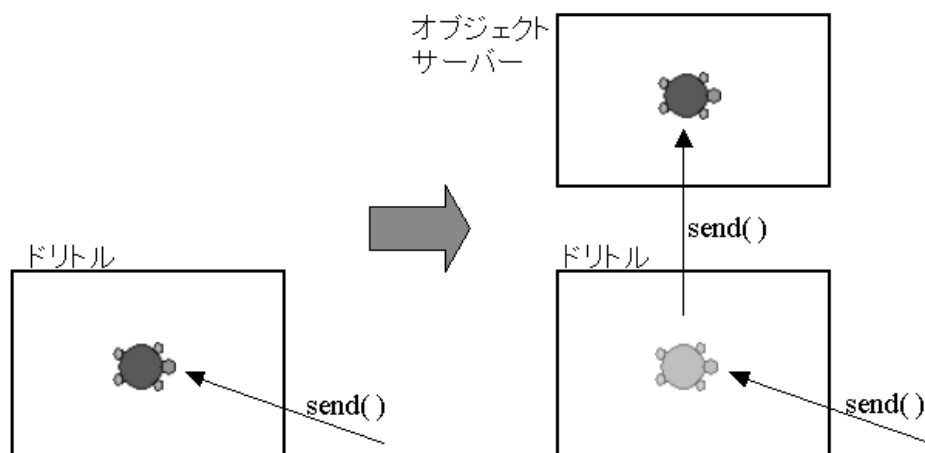 オブジェクト
サーバー
send( )
ドリトル
ドリトル
send( )
send( )